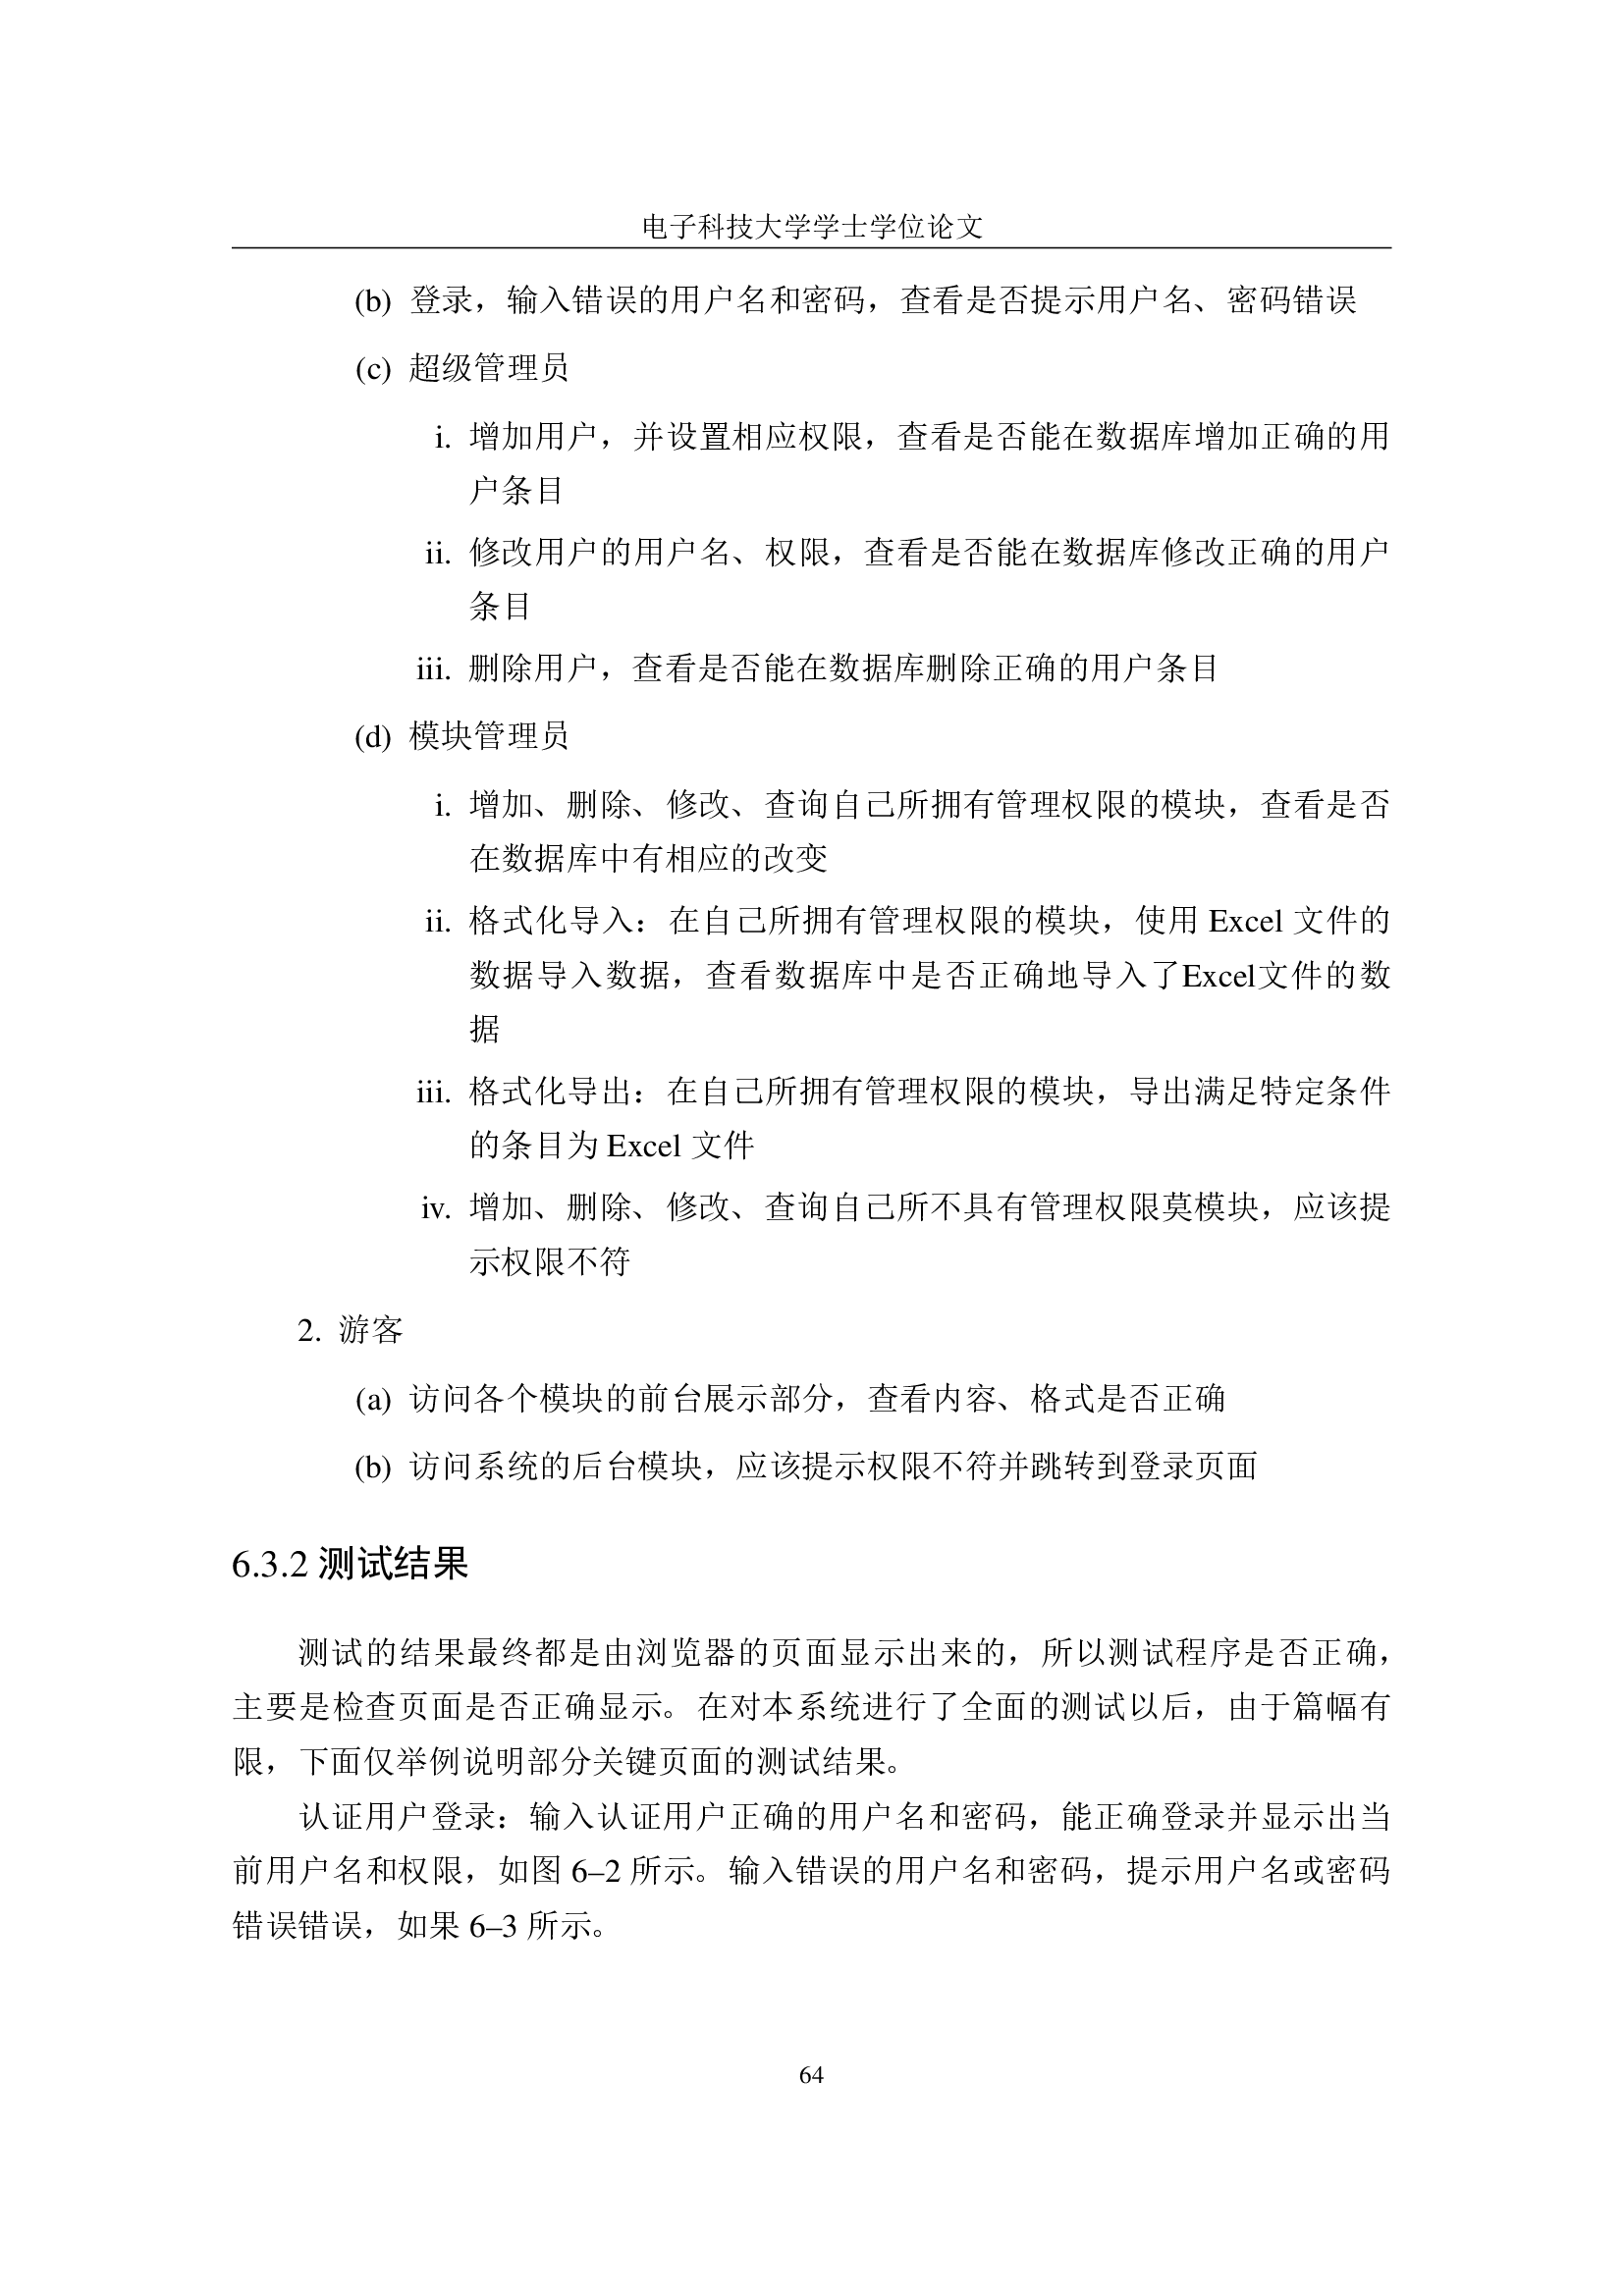 电子科技大学学士学位论文
(b) 登录，输入错误的用户名和密码，查看是否提示用户名、密码错误
(c) 超级管理员
i. 增加用户，并设置相应权限，查看是否能在数据库增加正确的用
户条目
ii. 修改用户的用户名、权限，查看是否能在数据库修改正确的用户
条目
iii. 删除用户，查看是否能在数据库删除正确的用户条目
(d) 模块管理员
i. 增加、删除、修改、查询自己所拥有管理权限的模块，查看是否
在数据库中有相应的改变
ii. 格式化导入：在自己所拥有管理权限的模块，使用 Excel 文件的
数据导入数据，查看数据库中是否正确地导入了Excel文件的数
据
iii. 格式化导出：在自己所拥有管理权限的模块，导出满足特定条件
的条目为 Excel 文件
iv. 增加、删除、修改、查询自己所不具有管理权限莫模块，应该提
示权限不符
2. 游客
(a) 访问各个模块的前台展示部分，查看内容、格式是否正确
(b) 访问系统的后台模块，应该提示权限不符并跳转到登录页面
6.3.2 测试结果
测试的结果最终都是由浏览器的页面显示出来的，所以测试程序是否正确，
主要是检查页面是否正确显示。在对本系统进行了全面的测试以后，由于篇幅有
限，下面仅举例说明部分关键页面的测试结果。
认证用户登录：输入认证用户正确的用户名和密码，能正确登录并显示出当
前用户名和权限，如图 6–2 所示。输入错误的用户名和密码，提示用户名或密码
错误错误，如果 6–3 所示。
64